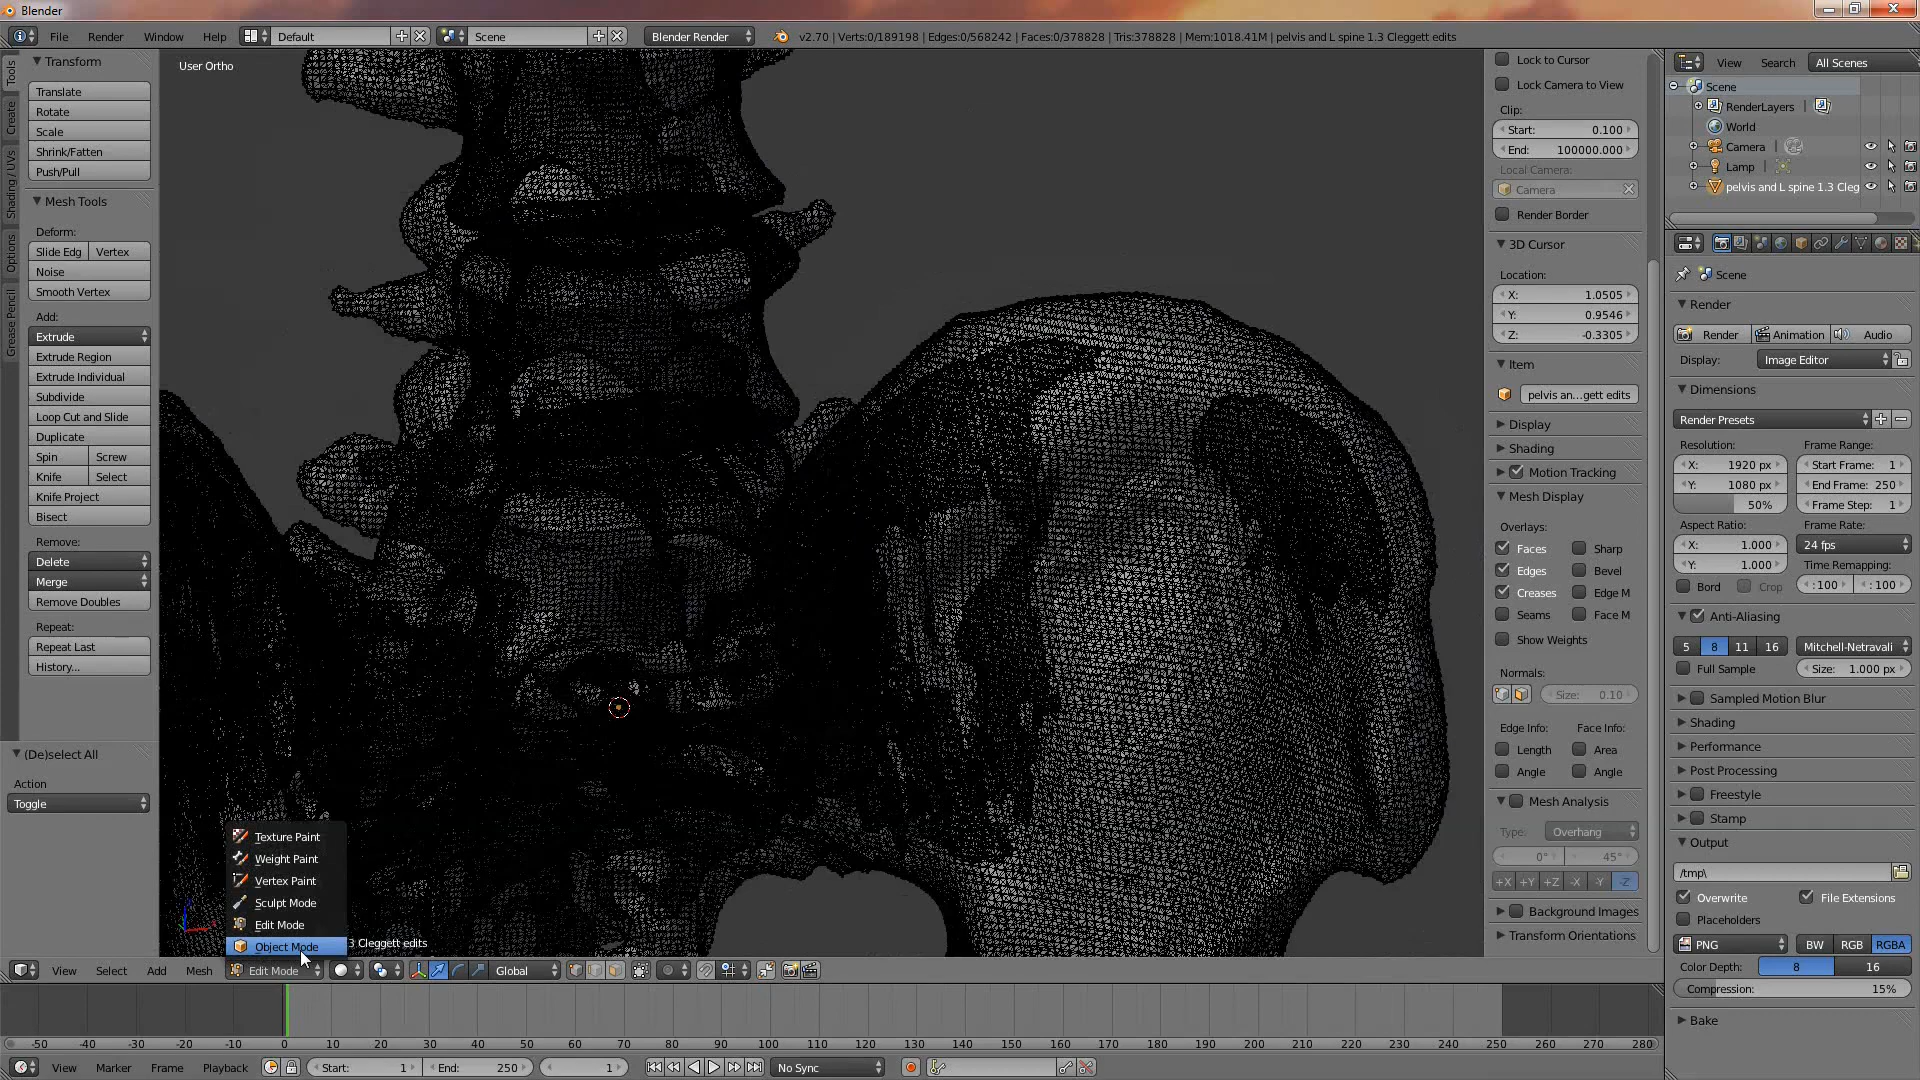 Blender
File Render Window Help Default Scene Blender Render v2.70 | Verts:0/189198 | Edges:0/568242 | Faces:0/378828 | Tris:378828 | Mem:1018.41M | pelvis and L spine 1.3 Cleggett edits
Tools
Create
Shading / UVs
Options
Grease Pencil
Transform
Translate
Rotate
Scale
Shrink/Fatten
Push/Pull
Mesh Tools
Deform:
Slide Edg Vertex
Noise
Smooth Vertex
Add:
Extrude
Extrude Region
Extrude Individual
Subdivide
Loop Cut and Slide
Duplicate
Spin Screw
Knife Select
Knife Project
Bisect
Remove:
Delete
Merge
Remove Doubles
Repeat:
Repeat Last
History...
(De)select All
Action
Toggle
User Ortho
Texture Paint
Weight Paint
Vertex Paint
Sculpt Mode
Edit Mode
Object Mode
3 Cleggett edits
View Select Add Mesh Edit Mode Global
Lock to Cursor
Lock Camera to View
Clip:
Start: 0.100
End: 100000.000
Local Camera:
Camera
Render Border
3D Cursor
Location:
X: 1.0505
Y: 0.9546
Z: -0.3305
Item
pelvis an...gett edits
Display
Shading
Motion Tracking
Mesh Display
Overlays:
Faces Sharp
Edges Bevel
Creases Edge M
Seams Face M
Show Weights
Normals:
Size: 0.10
Edge Info: Face Info:
Length Area
Angle Angle
Mesh Analysis
Type: Overhang
0° 45°
+X +Y +Z -X -Y -Z
Background Images
Transform Orientations
View Search All Scenes
Scene
RenderLayers
World
Camera
Lamp
pelvis and L spine 1.3 Cleg
Scene
Render
Render Animation Audio
Display: Image Editor
Dimensions
Render Presets
Resolution: Frame Range:
X: 1920 px Start Frame: 1
Y: 1080 px End Frame: 250
50% Frame Step: 1
Aspect Ratio: Frame Rate:
X: 1.000 24 fps
Y: 1.000 Time Remapping:
Bord Crop :100 :100
Anti-Aliasing
5 8 11 16 Mitchell-Netravali
Full Sample Size: 1.000 px
Sampled Motion Blur
Shading
Performance
Post Processing
Freestyle
Stamp
Output
/tmp\
Overwrite File Extensions
Placeholders
PNG BW RGB RGBA
Color Depth: 8 16
Compression: 15%
Bake
-50 -40 -30 -20 -10 0 10 20 30 40 50 60 70 80 90 100 110 120 130 140 150 160 170 180 190 200 210 220 230 240 250 260 270 280
View Marker Frame Playback Start: 1 End: 250 1 No Sync